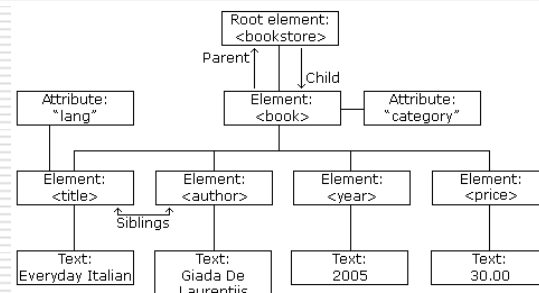 Root element:
<bookstore>
Parent
Child
Attribute:
"lang"
Element:
<book>
Attribute:
"category"
Element:
<title>
Element:
<author>
Element:
<year>
Element:
<price>
Siblings
Text:
Everyday Italian
Text:
Giada De
Laurentiis
Text:
2005
Text:
30.00